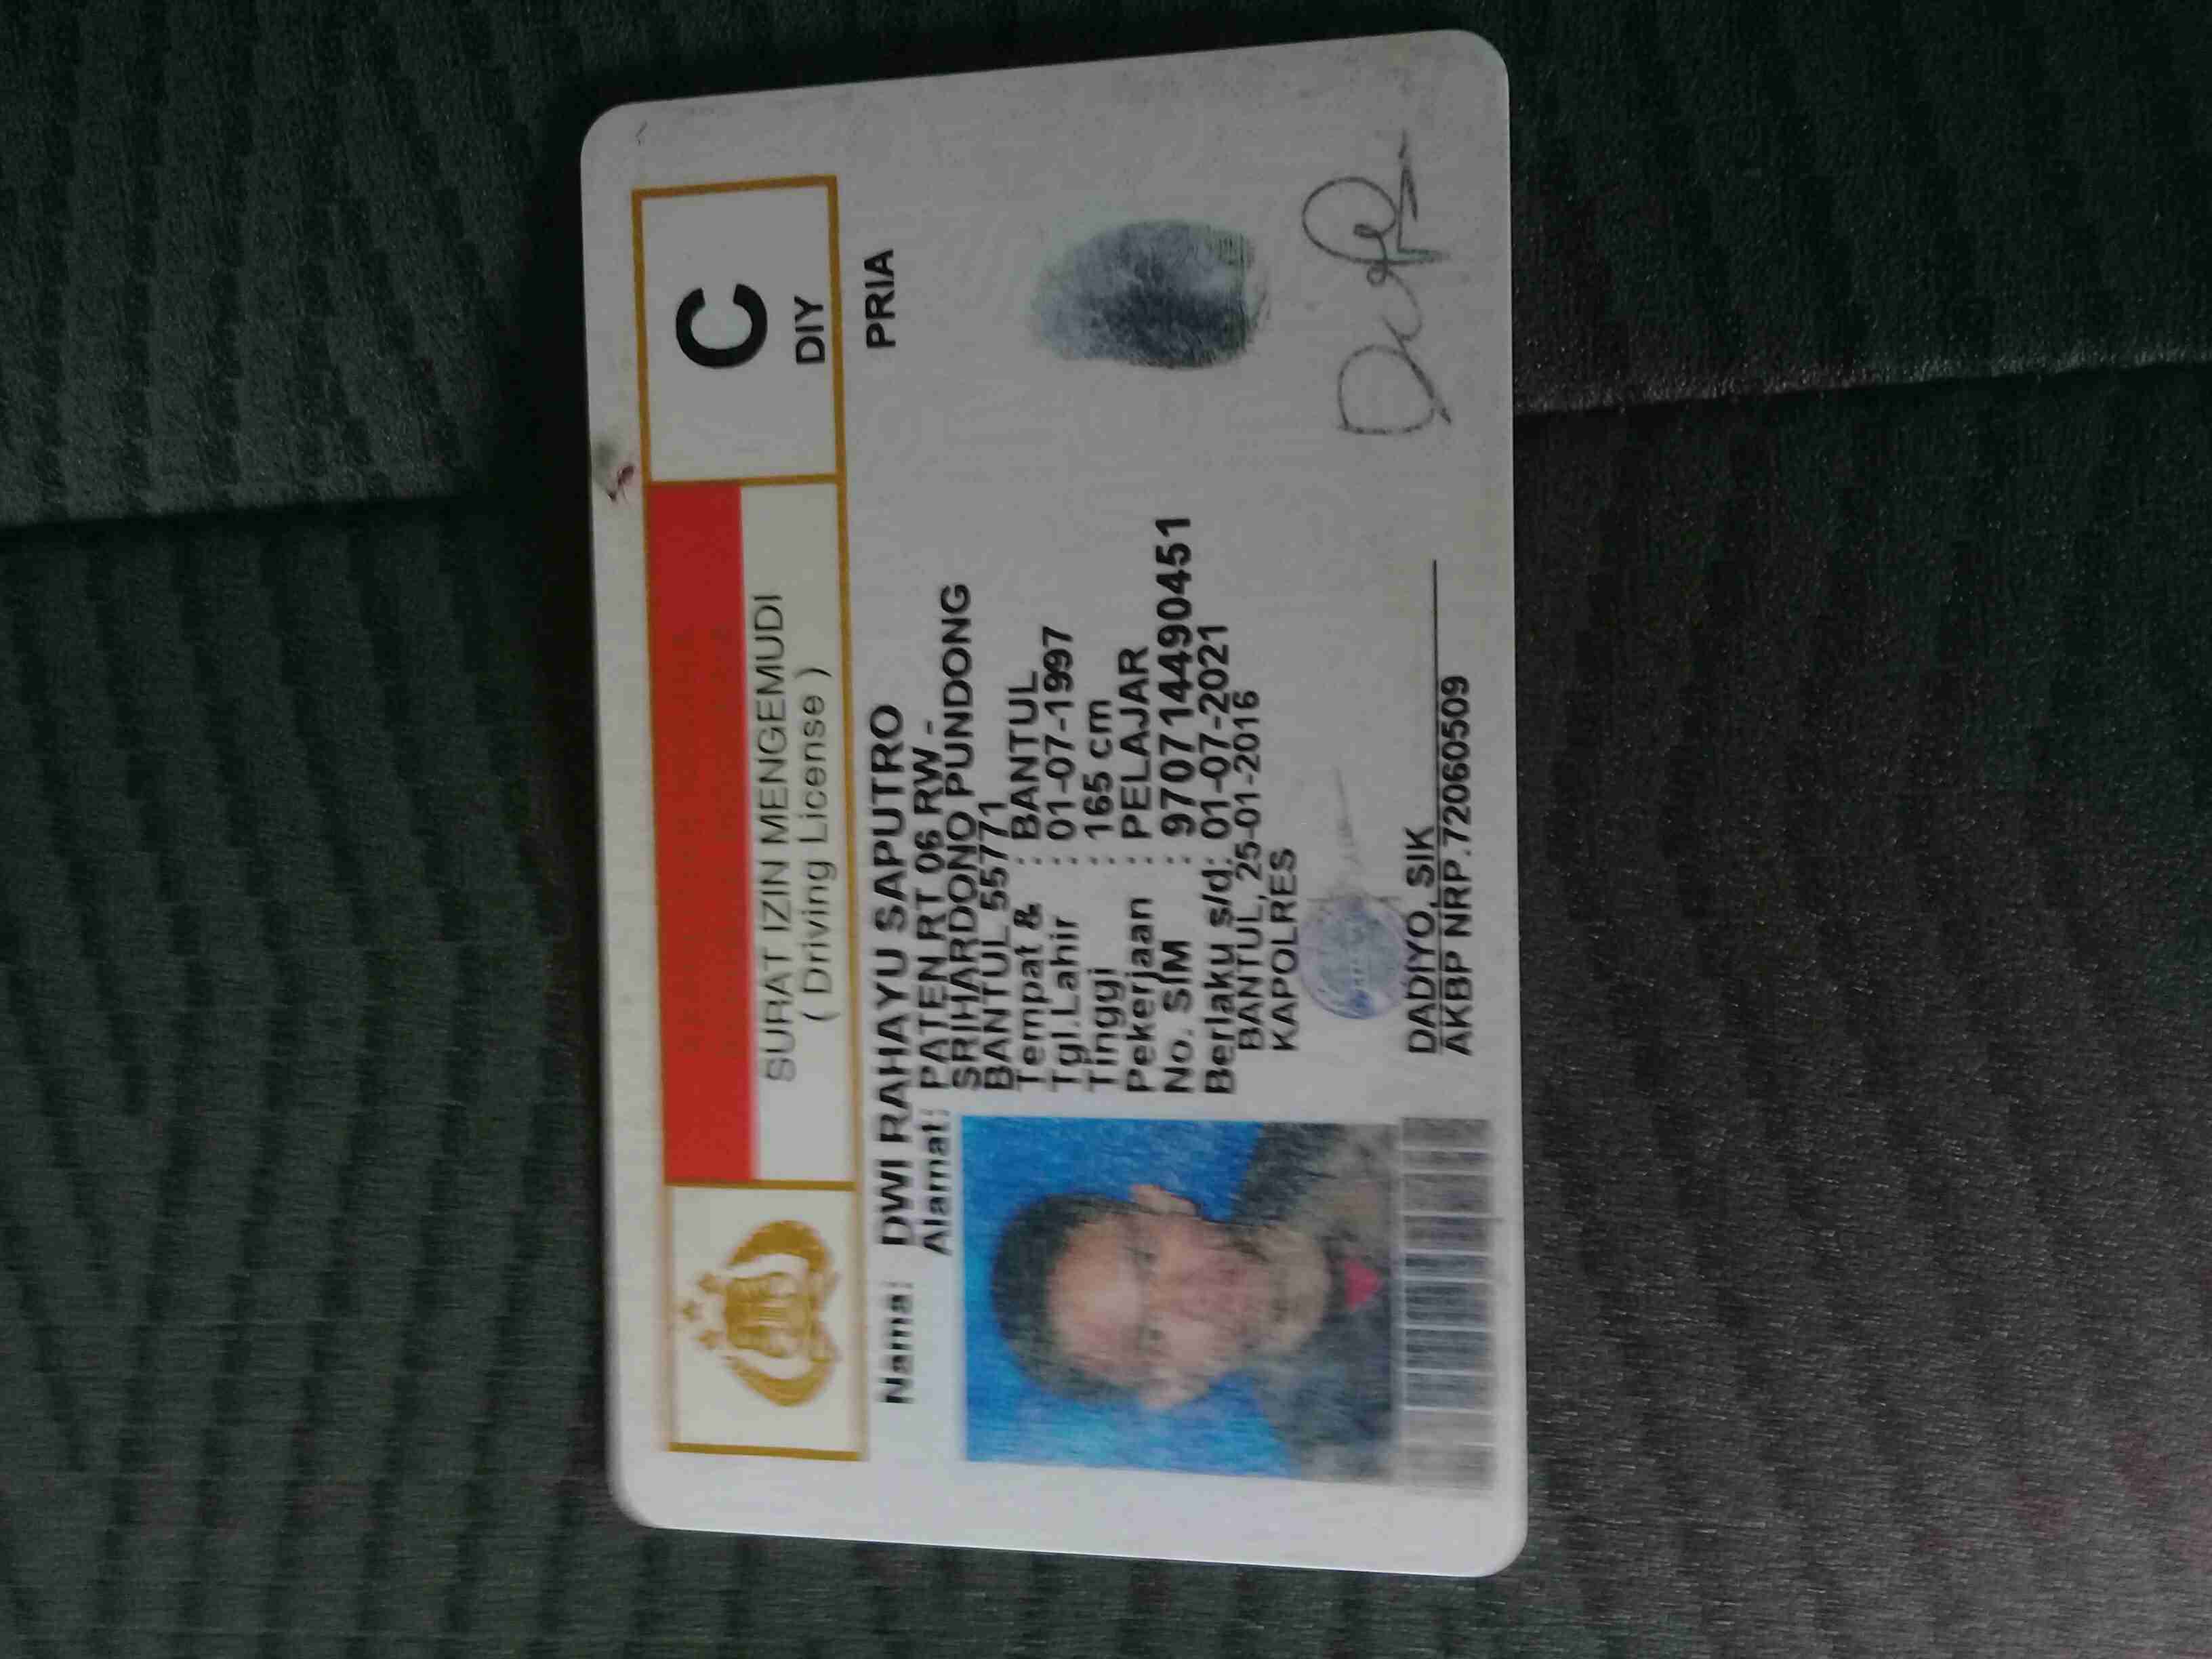 SURAT IZIN MENGEMUDI
( Driving License )
C
DIY
Nama: DWI RAHAYU SAPUTRO
PRIA
Alamat: PATEN RT 06 RW -
SRIHARDONO PUNDONG
BANTUL 55771
Tempat & : BANTUL
Tgl.Lahir : 01-07-1997
Tinggi : 165 cm
Pekerjaan : PELAJAR
No. SIM : 970714490451
Berlaku s/d: 01-07-2021
BANTUL, 25-01-2016
KAPOLRES
DADIYO, SIK
AKBP NRP.72060509